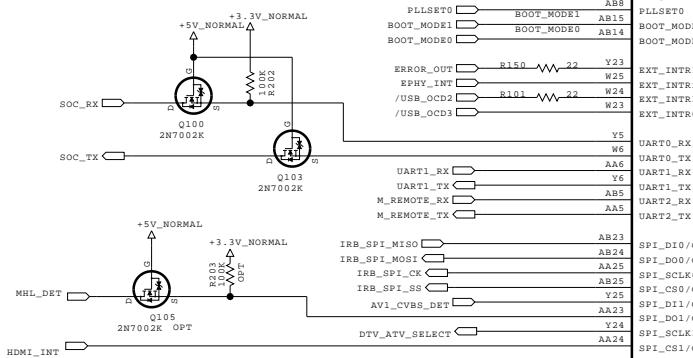 AB8
PLLSET0
PLLSET0
BOOT_MODE1
AB15
BOOT_MODE1
BOOT_MOD
BOOT_MODE0
AB14
BOOT_MODE0
BOOT_MOD
+3.3V_NORMAL
+5V_NORMAL
G
G
100K
R202
D
S
SOC_RX
Q100
2N7002K
D
S
SOC_TX
Q103
2N7002K
ERROR_OUT
R150
22
Y23
EXT_INTR
EPHY_INT
W25
EXT_INTR
/USB_OCD2
R101
22
W24
EXT_INTR
/USB_OCD3
W23
EXT_INTR
Y5
UART0_RX
W6
UART0_TX
UART1_RX
AA6
UART1_RX
UART1_TX
Y6
UART1_TX
M_REMOTE_RX
AB5
UART2_RX
M_REMOTE_TX
AA5
UART2_TX
+5V_NORMAL
+3.3V_NORMAL
G
R203
100K
OPT
D
S
MHL_DET
Q105
2N7002K
OPT
HDMI_INT
IRB_SPI_MISO
AB23
SPI_DI0/
IRB_SPI_MOSI
AB24
SPI_DO0/
IRB_SPI_CK
AA25
SPI_SCLK
IRB_SPI_SS
AB25
SPI_CS0/
AV1_CVBS_DET
Y25
SPI_DI1/
AA23
SPI_DO1/
DTV_ATV_SELECT
Y24
SPI_SCLK
AA24
SPI_CS1/